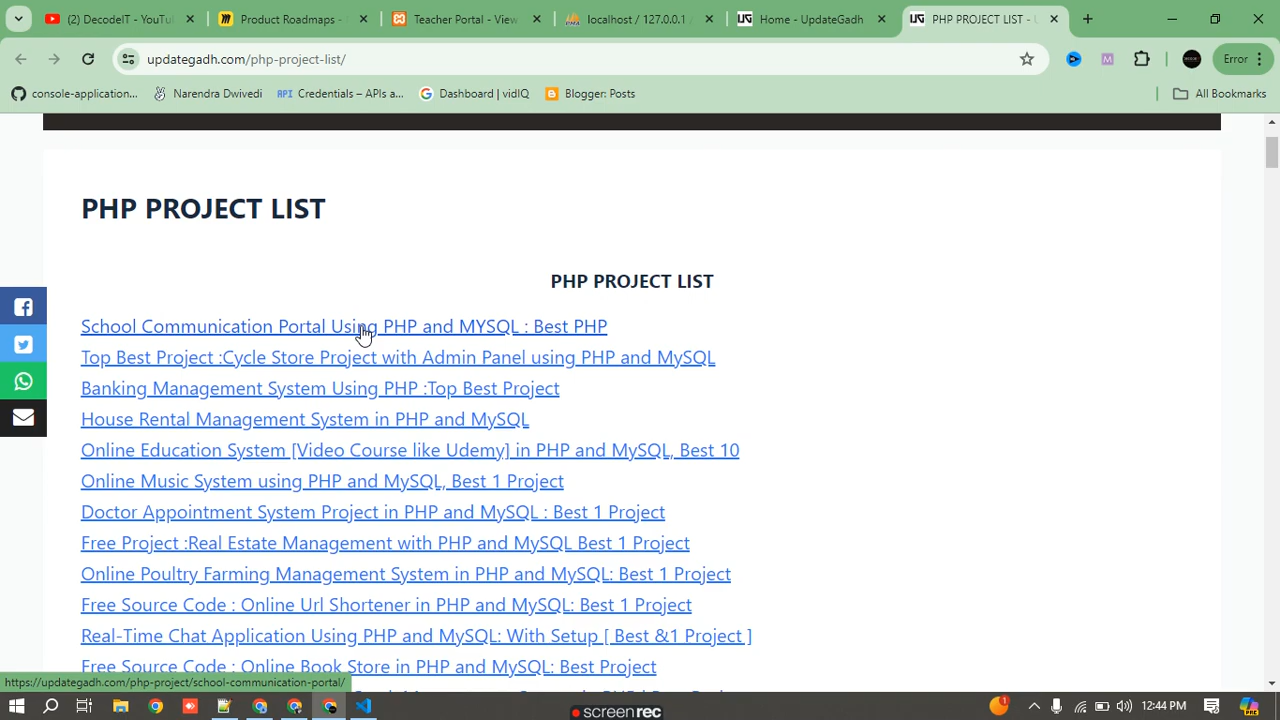 (2) DecodeIT - YouTu
Product Roadmaps -
Teacher Portal - View
localhost / 127.0.0.1
Home - UpdateGadh
PHP PROJECT LIST - U
updategadh.com/php-project-list/
Error
console-application...
Narendra Dwivedi
API Credentials – APIs a...
Dashboard | vidIQ
Blogger: Posts
All Bookmarks
PHP PROJECT LIST
PHP PROJECT LIST
School Communication Portal Using PHP and MYSQL : Best PHP
Top Best Project :Cycle Store Project with Admin Panel using PHP and MySQL
Banking Management System Using PHP :Top Best Project
House Rental Management System in PHP and MySQL
Online Education System [Video Course like Udemy] in PHP and MySQL, Best 10
Online Music System using PHP and MySQL, Best 1 Project
Doctor Appointment System Project in PHP and MySQL : Best 1 Project
Free Project :Real Estate Management with PHP and MySQL Best 1 Project
Online Poultry Farming Management System in PHP and MySQL: Best 1 Project
Free Source Code : Online Url Shortener in PHP and MySQL: Best 1 Project
Real-Time Chat Application Using PHP and MySQL: With Setup [ Best &1 Project ]
Free Source Code : Online Book Store in PHP and MySQL: Best Project
https://updategadh.com/php-project/school-communication-portal/
12:44 PM
screenrec